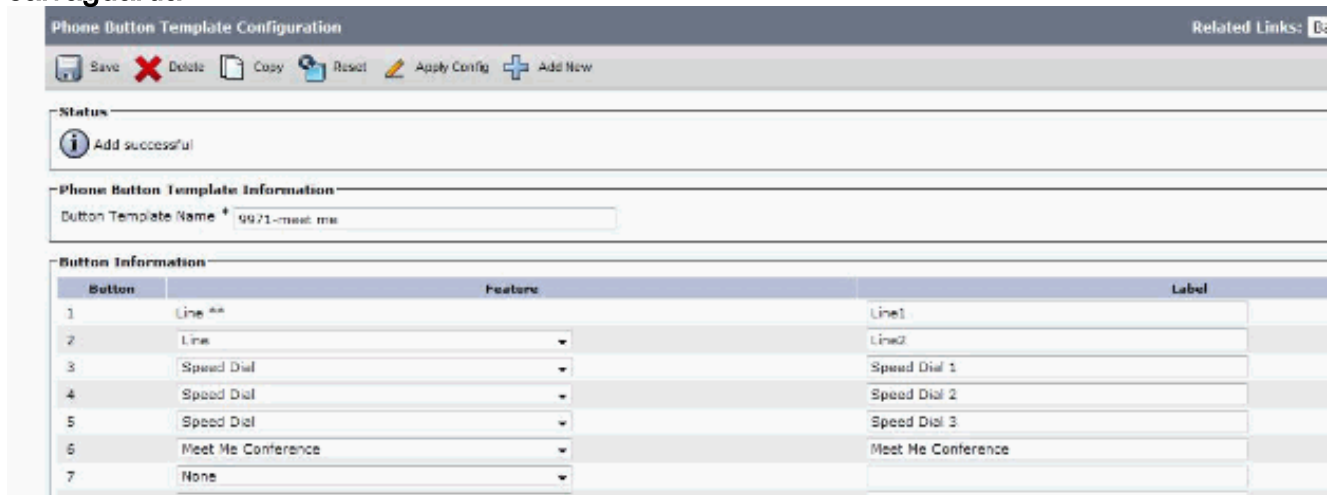 Phone Button Template Configuration Related Links:
Save Delete Copy Reset Apply Config Add New
Status
Add successful
Phone Button Template Information
Button Template Name * 9971-meet me
Button Information
Button Feature Label
1 Line ** Line1
2 Line Line2
3 Speed Dial Speed Dial 1
4 Speed Dial Speed Dial 2
5 Speed Dial Speed Dial 3
6 Meet Me Conference Meet Me Conference
7 None